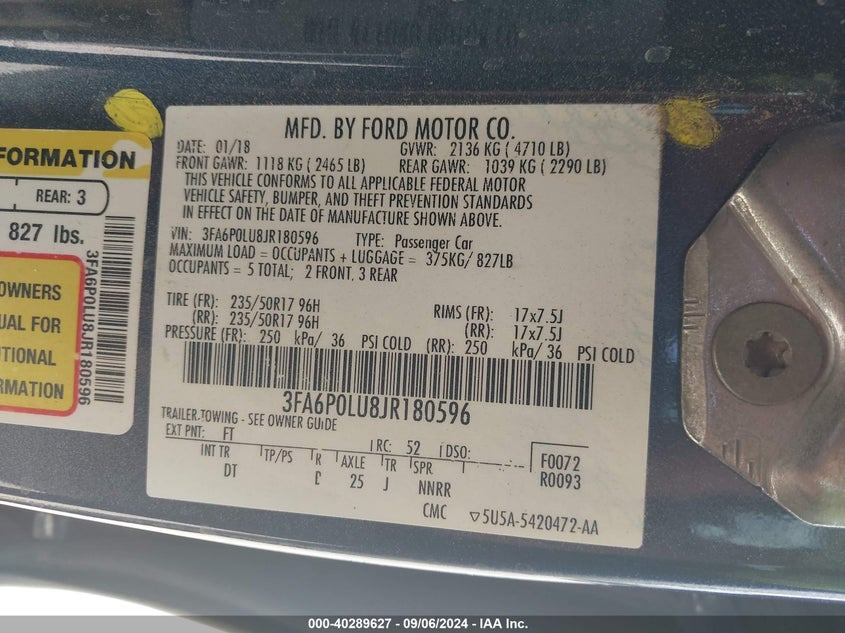 MFD. BY FORD MOTOR CO.
DATE: 01/18 GVWR: 2136 KG ( 4710 LB)
FRONT GAWR: 1118 KG ( 2465 LB) REAR GAWR: 1039 KG ( 2290 LB)
THIS VEHICLE CONFORMS TO ALL APPLICABLE FEDERAL MOTOR
VEHICLE SAFETY, BUMPER, AND THEFT PREVENTION STANDARDS
IN EFFECT ON THE DATE OF MANUFACTURE SHOWN ABOVE.
VIN: 3FA6P0LU8JR180596 TYPE: Passenger Car
MAXIMUM LOAD = OCCUPANTS + LUGGAGE = 375KG/ 827LB
OCCUPANTS = 5 TOTAL; 2 FRONT, 3 REAR
TIRE (FR): 235/50R17 96H RIMS (FR): 17x7.5J
(RR): 235/50R17 96H (RR): 17x7.5J
PRESSURE (FR): 250 kPa/ 36 PSI COLD (RR): 250 kPa/ 36 PSI COLD
3FA6P0LU8JR180596
TRAILER TOWING - SEE OWNER GUIDE
EXT PNT: FT RC: 52 DSO:
INT TR TP/PS R AXLE TR SPR F0072
DT 25 J NNRR R0093
CMC ▽5U5A-5420472-AA
FORMATION
REAR: 3
827 lbs.
OWNERS
UAL FOR
ITIONAL
RMATION
3FA6P0LU8JR180596
000-40289627 - 09/06/2024 - IAA Inc.